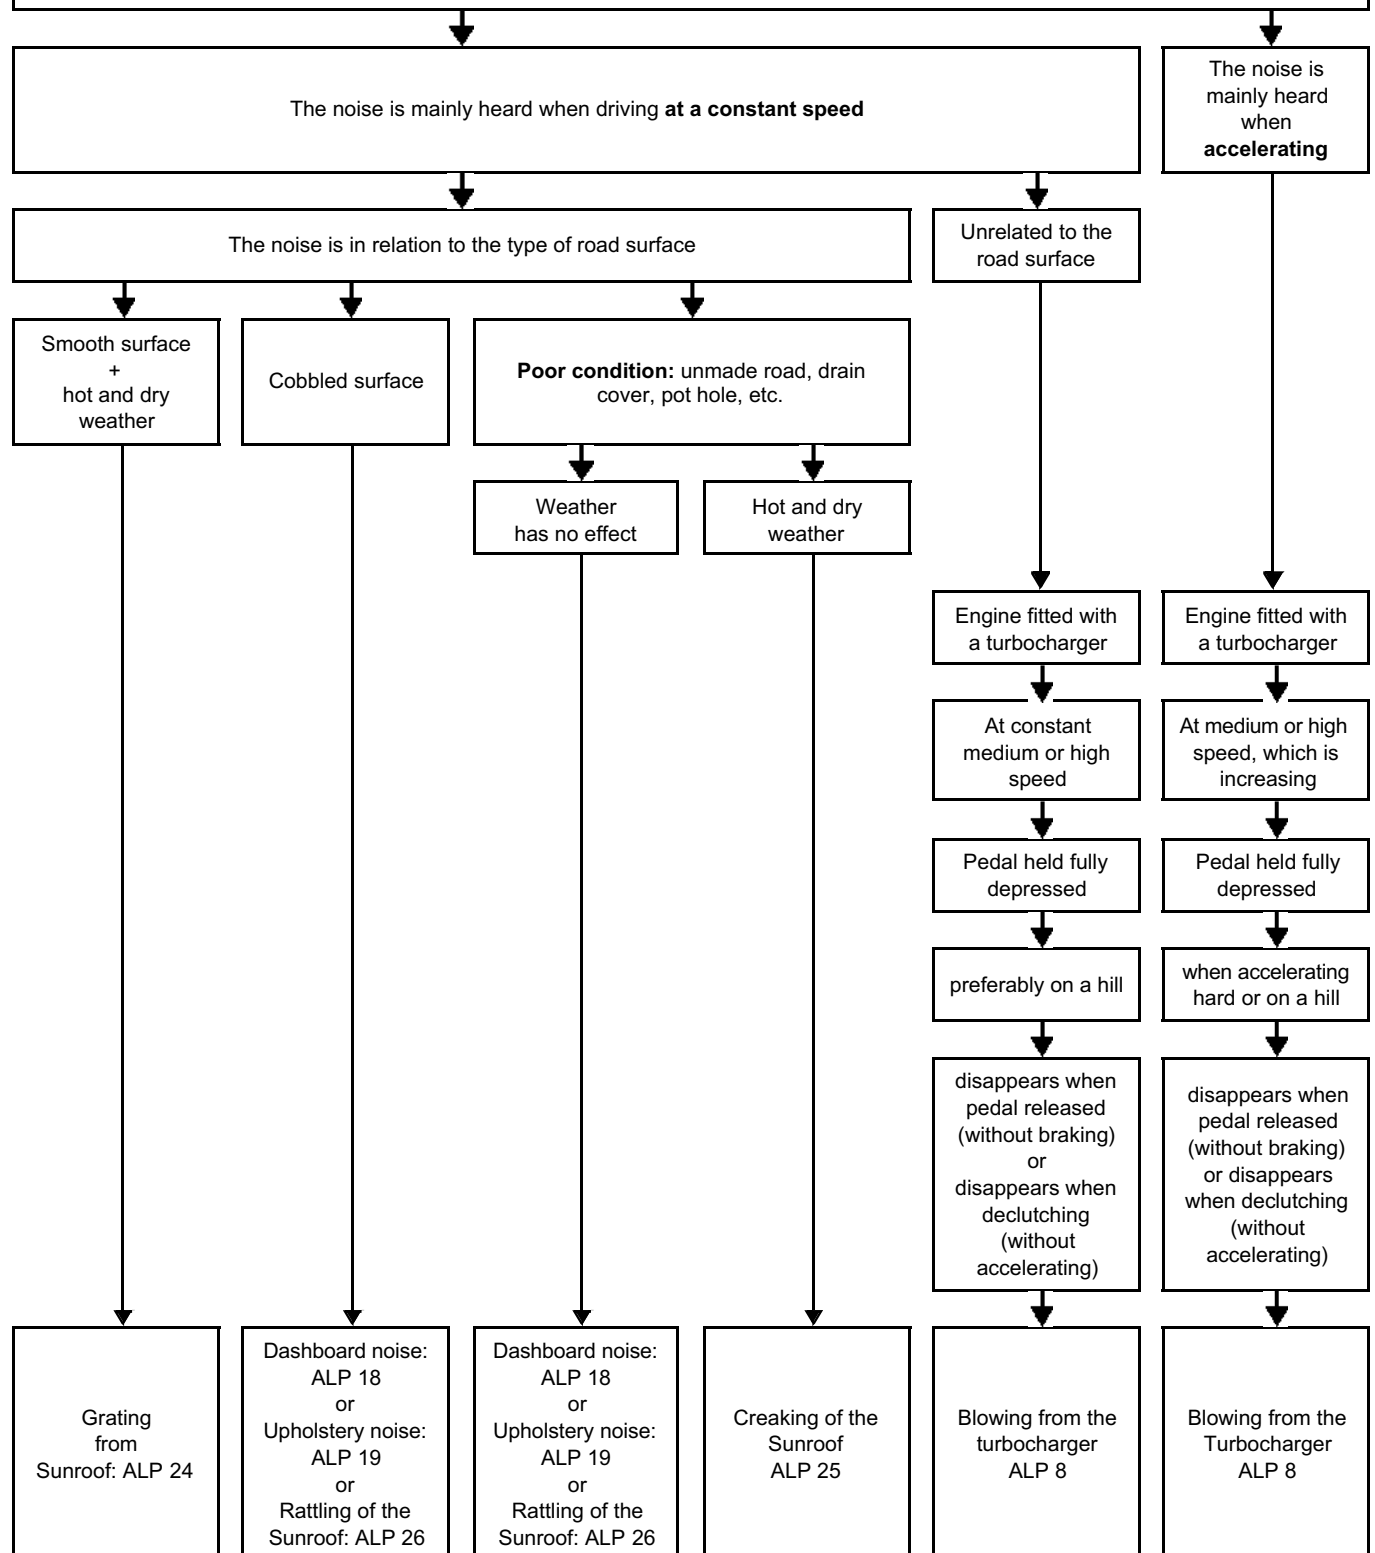 The noise is mainly heard when driving at a constant speed
The noise is
mainly heard
when
accelerating
The noise is in relation to the type of road surface
Unrelated to the
road surface
Smooth surface
+
hot and dry
weather
Cobbled surface
Poor condition: unmade road, drain
cover, pot hole, etc.
Weather
has no effect
Hot and dry
weather
Engine fitted with
a turbocharger
Engine fitted with
a turbocharger
At constant
medium or high
speed
At medium or high
speed, which is
increasing
Pedal held fully
depressed
Pedal held fully
depressed
preferably on a hill
when accelerating
hard or on a hill
disappears when
pedal released
(without braking)
or
disappears when
declutching
(without
accelerating)
disappears when
pedal released
(without braking)
or disappears
when declutching
(without
accelerating)
Grating
from
Sunroof: ALP 24
Dashboard noise:
ALP 18
or
Upholstery noise:
ALP 19
or
Rattling of the
Sunroof: ALP 26
Dashboard noise:
ALP 18
or
Upholstery noise:
ALP 19
or
Rattling of the
Sunroof: ALP 26
Creaking of the
Sunroof
ALP 25
Blowing from the
turbocharger
ALP 8
Blowing from the
Turbocharger
ALP 8